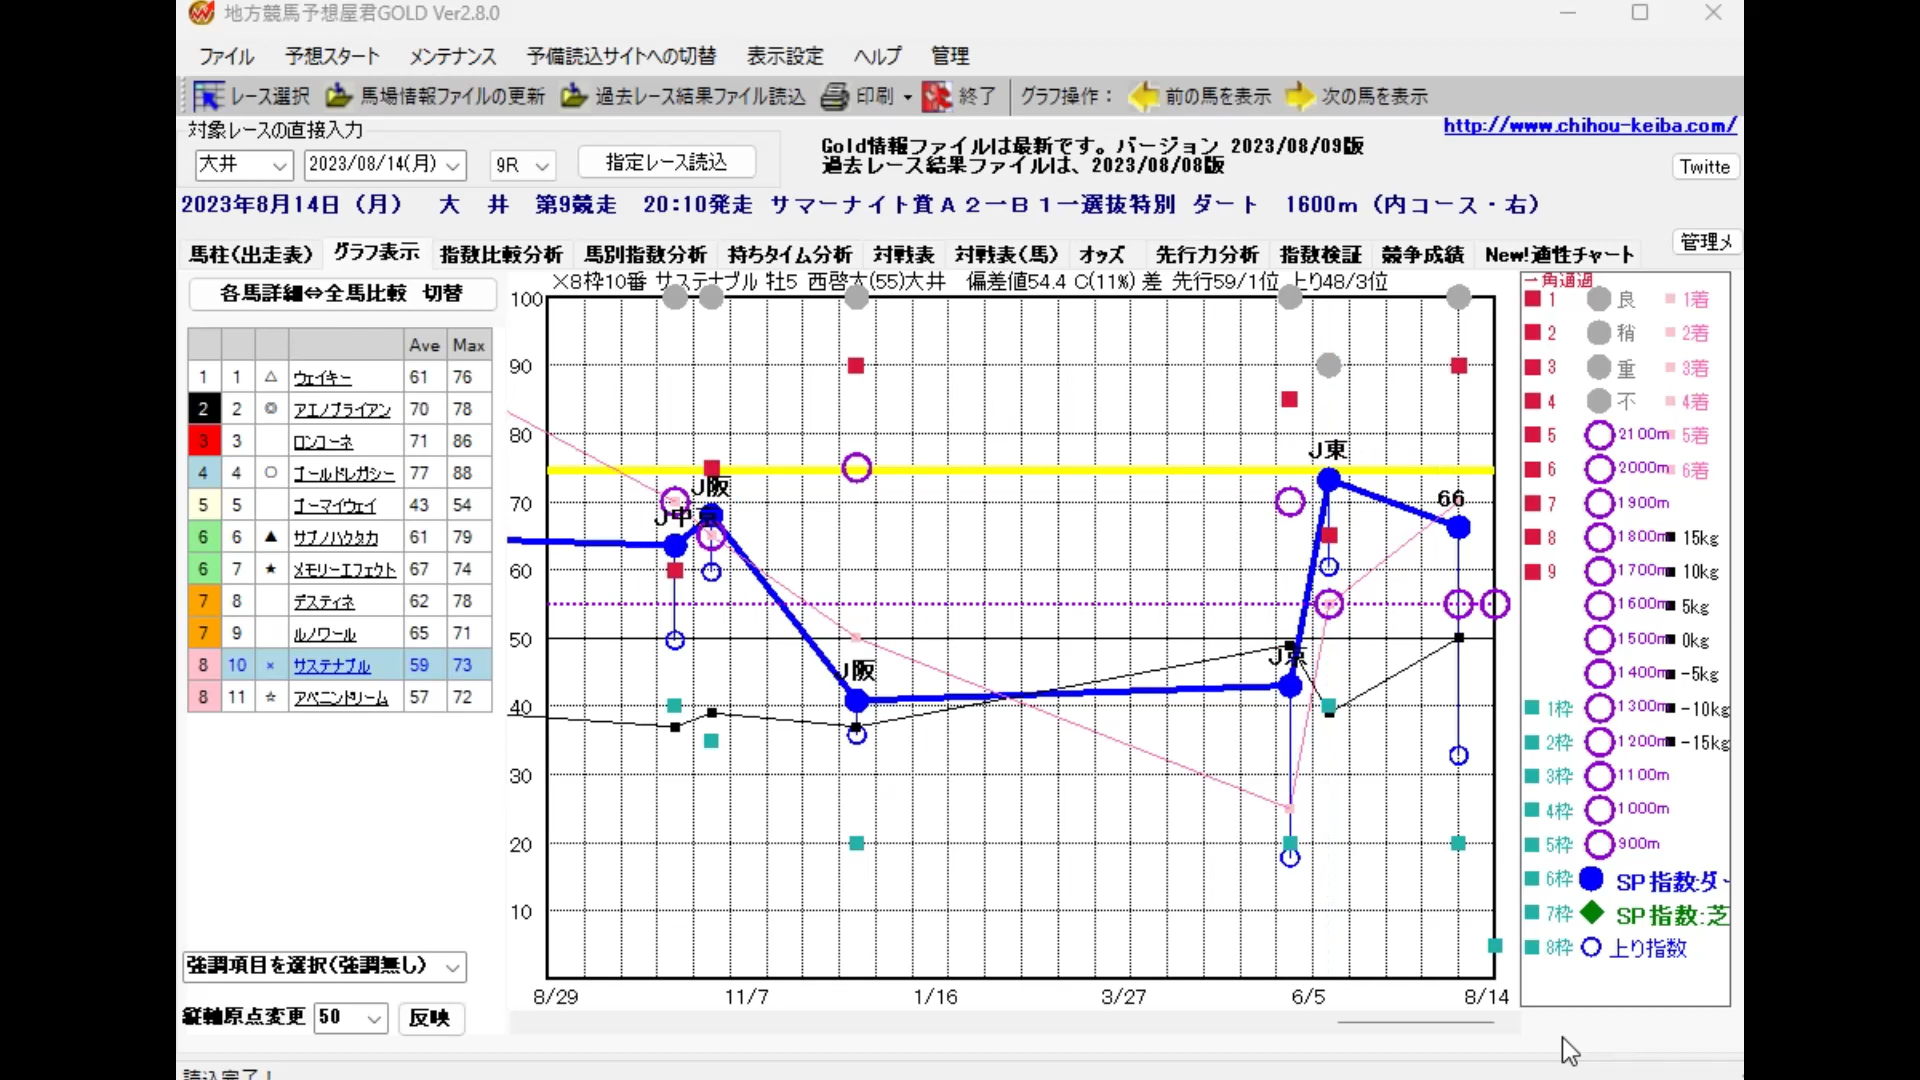 地方競馬予想屋君GOLD Ver2.8.0
ファイル 予想スタート メンテナンス 予備読込サイトへの切替 表示設定 ヘルプ 管理
レース選択 馬場情報ファイルの更新 過去レース結果ファイル読込 印刷 終了 グラフ操作： 前の馬を表示 次の馬を表示
対象レースの直接入力
http://www.chihou-keiba.com/
大井 2023/08/14(月) 9R 指定レース読込
Gold情報ファイルは最新です。バージョン 2023/08/09版
過去レース結果ファイルは、2023/08/08版
Twitte
2023年8月14日（月） 大 井 第9競走 20:10発走 サマーナイト賞Ａ２一Ｂ１一選抜特別 ダート 1600m（内コース・右）
管理メ
馬柱(出走表) グラフ表示 指数比較分析 馬別指数分析 持ちタイム分析 対戦表 対戦表(馬) オッズ 先行力分析 指数検証 競争成績 New!適性チャート
各馬詳細⇔全馬比較 切替
×8枠10番 サステナブル 牡5 西啓太(55)大井 偏差値54.4 C(11%) 差 先行59/1位 上り48/3位
Ave Max
1 1 △ ウェイキー 61 76
2 2 ◎ アエノブライアン 70 78
3 3 ロンコーネ 71 86
4 4 ○ ゴールドレガシー 77 88
5 5 ゴーマイウェイ 43 54
6 6 ▲ サブノハクタカ 61 79
6 7 ★ メモリーエフェクト 67 74
7 8 デスティネ 62 78
7 9 ルノワール 65 71
8 10 × サステナブル 59 73
8 11 ☆ アペニンドリーム 57 72
100
90
80
70
60
50
40
30
20
10
J中京
J阪
J阪
J京
J東
66
8/29 11/7 1/16 3/27 6/5 8/14
一角通過
1 良 1着
2 稍 2着
3 重 3着
4 不 4着
5 2100m 5着
6 2000m 6着
7 1900m
8 1800m 15kg
9 1700m 10kg
1600m 5kg
1500m 0kg
1400m -5kg
1枠 1300m -10kg
2枠 1200m -15kg
3枠 1100m
4枠 1000m
5枠 900m
6枠 SP指数:ダ
7枠 SP指数:芝
8枠 上り指数
強調項目を選択(強調無し)
縦軸原点変更 50 反映
読込完了！